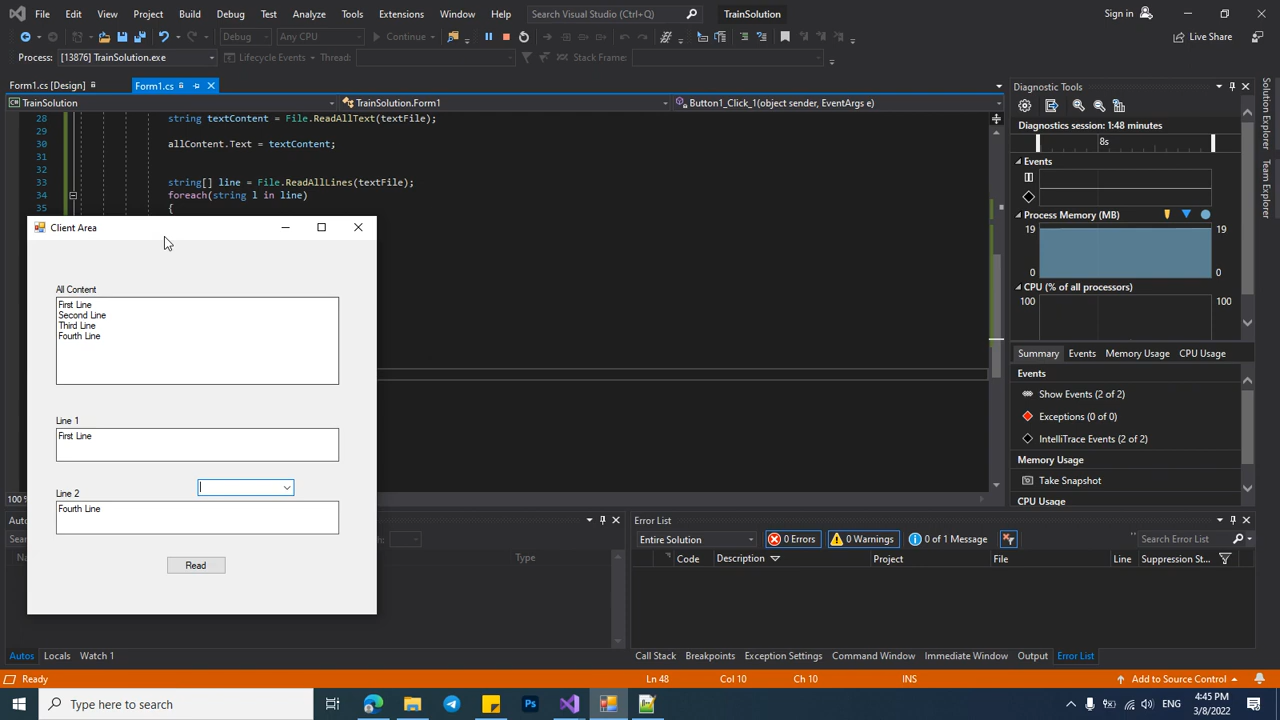 File Edit View Project Build Debug Test Analyze Tools Extensions Window Help Search Visual Studio TrainSolution Sign in
Debug Any CPU Continue Live Share
Process: [13876] TrainSolution.exe Lifecycle Events Thread: Stack Frame:
Form1.cs [Design] Form1.cs
TrainSolution TrainSolution.Form1 Button1_Click_1(object sender, EventArgs e)
28 string textContent = File.ReadAllText(textFile);
29
30 allContent.Text = textContent;
31
32
33 string[] line = File.ReadAllLines(textFile);
34 foreach(string l in line)
35 {
Client Area
All Content
First Line
Second Line
Third Line
Fourth Line
Line 1
First Line
Line 2
Fourth Line
Read
Diagnostic Tools
Diagnostics session: 1:48 minutes
8s
Events
Process Memory (MB)
19 19
0 0
CPU (% of all processors)
100 100
Summary Events Memory Usage CPU Usage
Events
Show Events (2 of 2)
Exceptions (0 of 0)
IntelliTrace Events (2 of 2)
Memory Usage
Take Snapshot
CPU Usage
Solution Explorer
Team Explorer
100
Type
Autos Locals Watch 1
Error List
Entire Solution 0 Errors 0 Warnings 0 of 1 Message Search Error List
Code Description Project File Line Suppression St...
Call Stack Breakpoints Exception Settings Command Window Immediate Window Output Error List
Ready Ln 48 Col 10 Ch 10 INS Add to Source Control
Type here to search
ENG
4:45 PM
3/8/2022